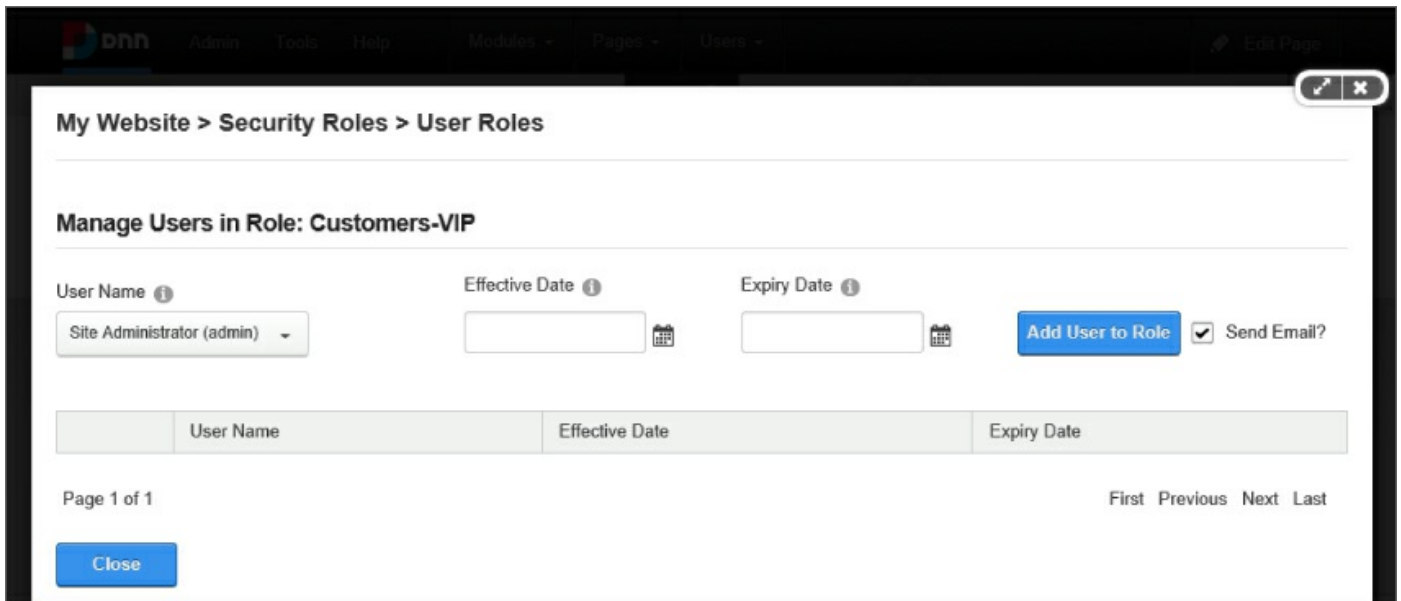 DNN Admin Tools Help Modules Pages Users Edit Page
My Website > Security Roles > User Roles
Manage Users in Role: Customers-VIP
User Name Effective Date Expiry Date
Site Administrator (admin) Add User to Role Send Email?
User Name Effective Date Expiry Date
Page 1 of 1 First Previous Next Last
Close